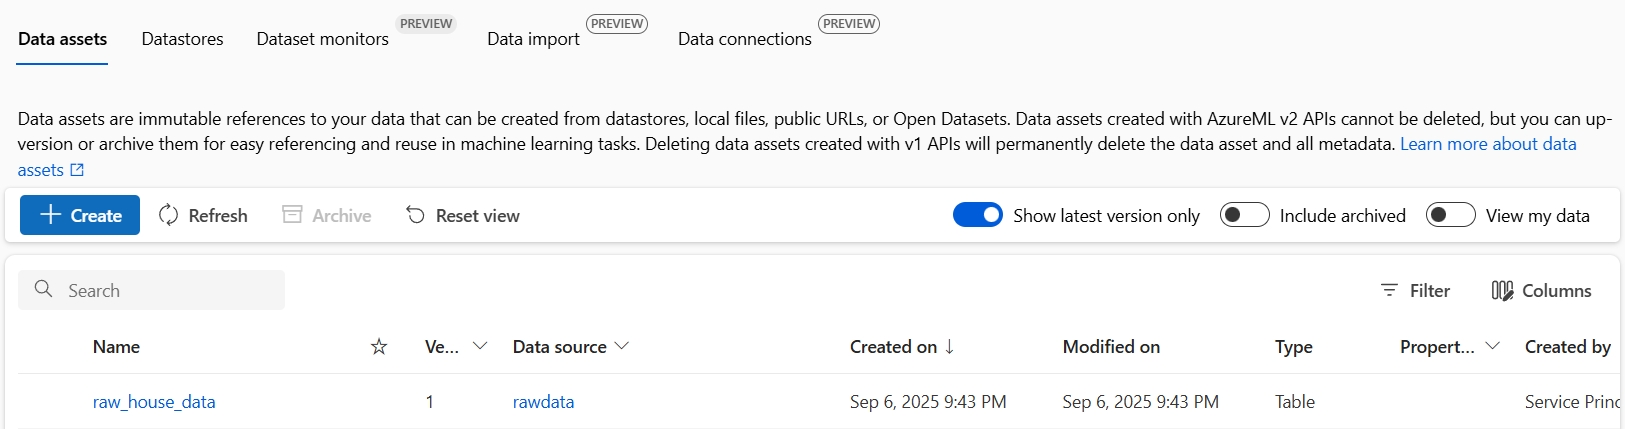 PREVIEW PREVIEW PREVIEW
Data assets Datastores Dataset monitors Data import Data connections
Data assets are immutable references to your data that can be created from datastores, local files, public URLs, or Open Datasets. Data assets created with AzureML v2 APIs cannot be deleted, but you can up-
version or archive them for easy referencing and reuse in machine learning tasks. Deleting data assets created with v1 APIs will permanently delete the data asset and all metadata. Learn more about data
assets
Create Refresh Archive Reset view Show latest version only Include archived View my data
Search Filter Columns
Name Ve... Data source Created on Modified on Type Propert... Created by
raw_house_data 1 rawdata Sep 6, 2025 9:43 PM Sep 6, 2025 9:43 PM Table Service Princ